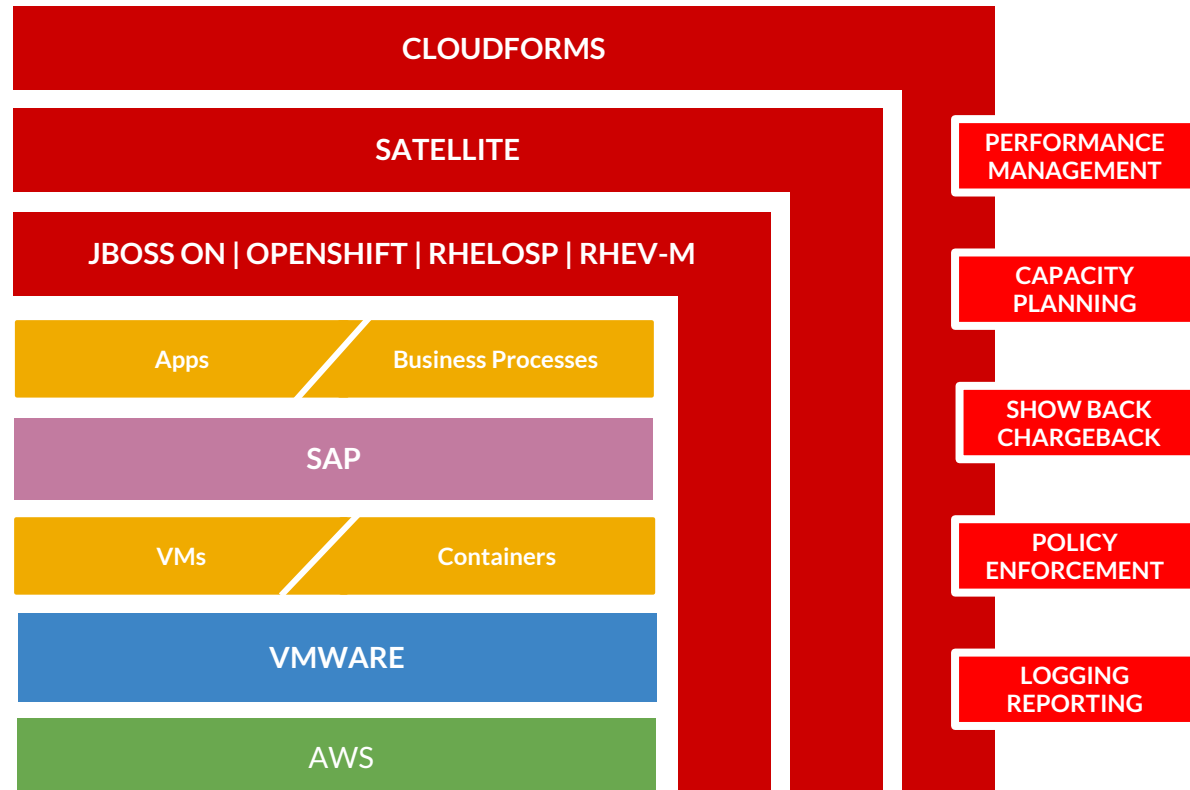 CLOUDFORMS
SATELLITE
PERFORMANCE
MANAGEMENT
JBOSS ON | OPENSHIFT | RHELOSP | RHEV-M
CAPACITY
PLANNING
Apps
Business Processes
SHOW BACK
CHARGEBACK
SAP
VMs
Containers
POLICY
ENFORCEMENT
VMWARE
LOGGING
REPORTING
AWS